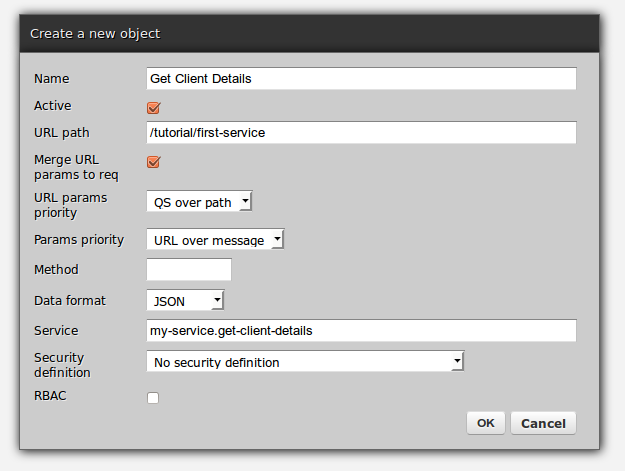 Create a new object
Name Get Client Details
Active
URL path /tutorial/first-service
Merge URL
params to req
URL params
priority QS over path
Params priority URL over message
Method
Data format JSON
Service my-service.get-client-details
Security
definition No security definition
RBAC
OK Cancel